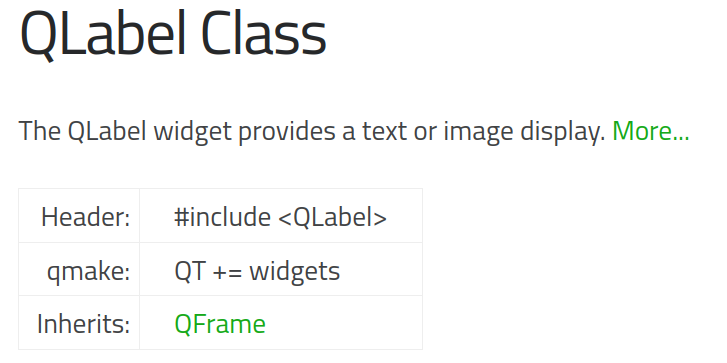 QLabel Class
The QLabel widget provides a text or image display. More...
Header: #include <QLabel>
qmake: QT += widgets
Inherits: QFrame